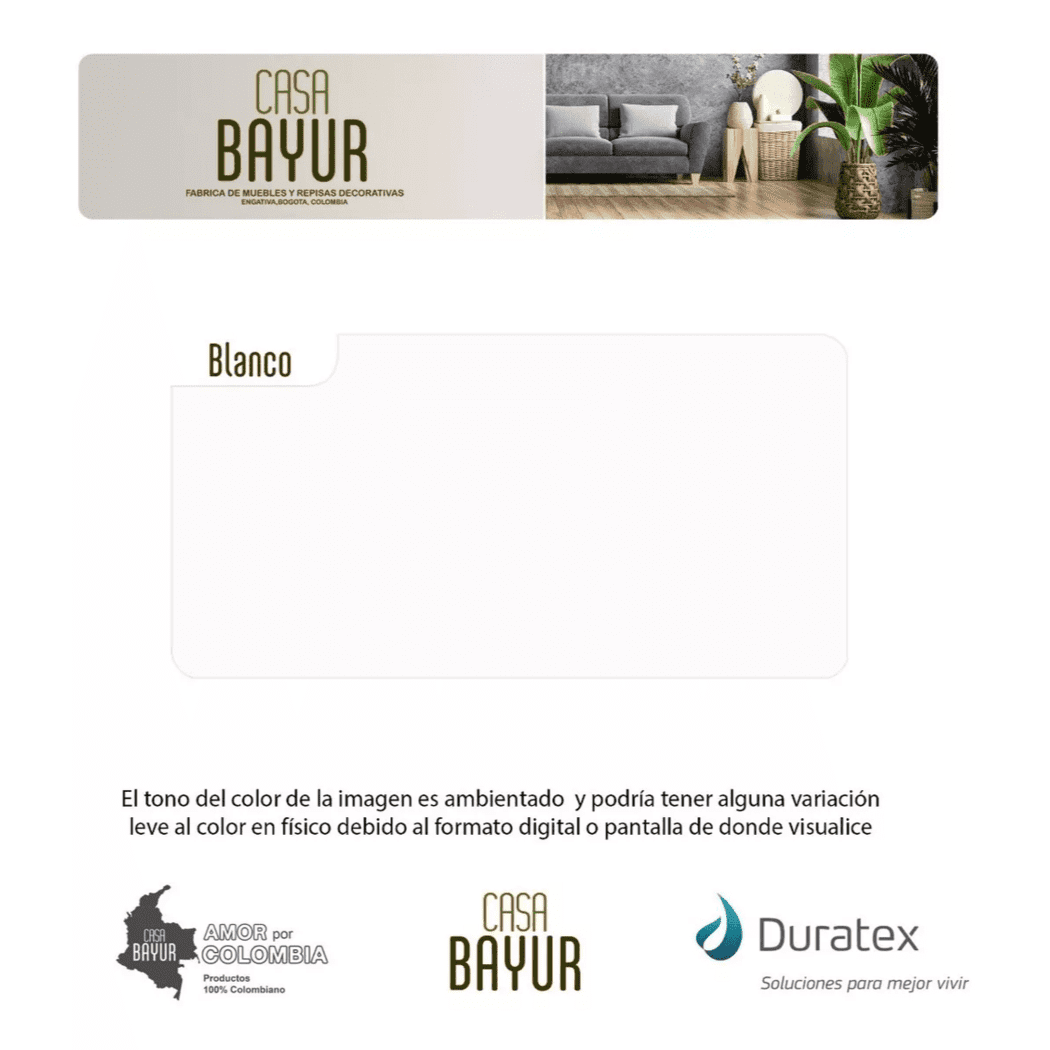 CASA
BAYUR
FABRICA DE MUEBLES Y REPISAS DECORATIVAS
ENGATIVA,BOGOTA, COLOMBIA
Blanco
El tono del color de la imagen es ambientado y podría tener alguna variación
leve al color en físico debido al formato digital o pantalla de donde visualice
CASA
BAYUR
AMOR por
COLOMBIA
Productos
100% Colombiano
CASA
BAYUR
Duratex
Soluciones para mejor vivir